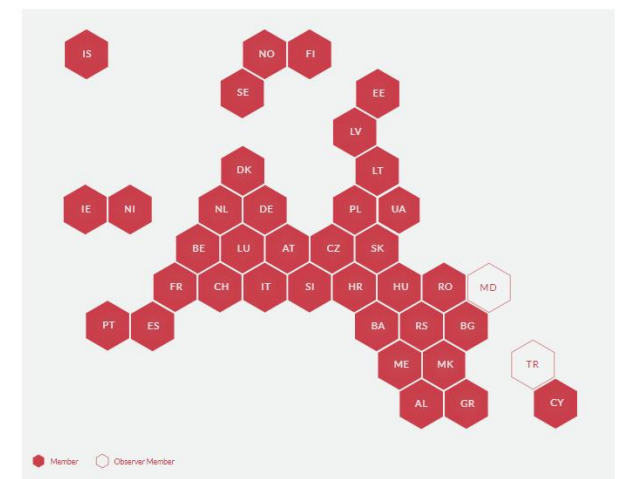 IS NO FI
SE EE
LV
DK LT
IE NI NL DE PL UA
BE LU AT CZ SK
FR CH IT SI HR HU RO MD
PT ES BA RS BG
ME MK TR
AL GR CY
Member Observer Member